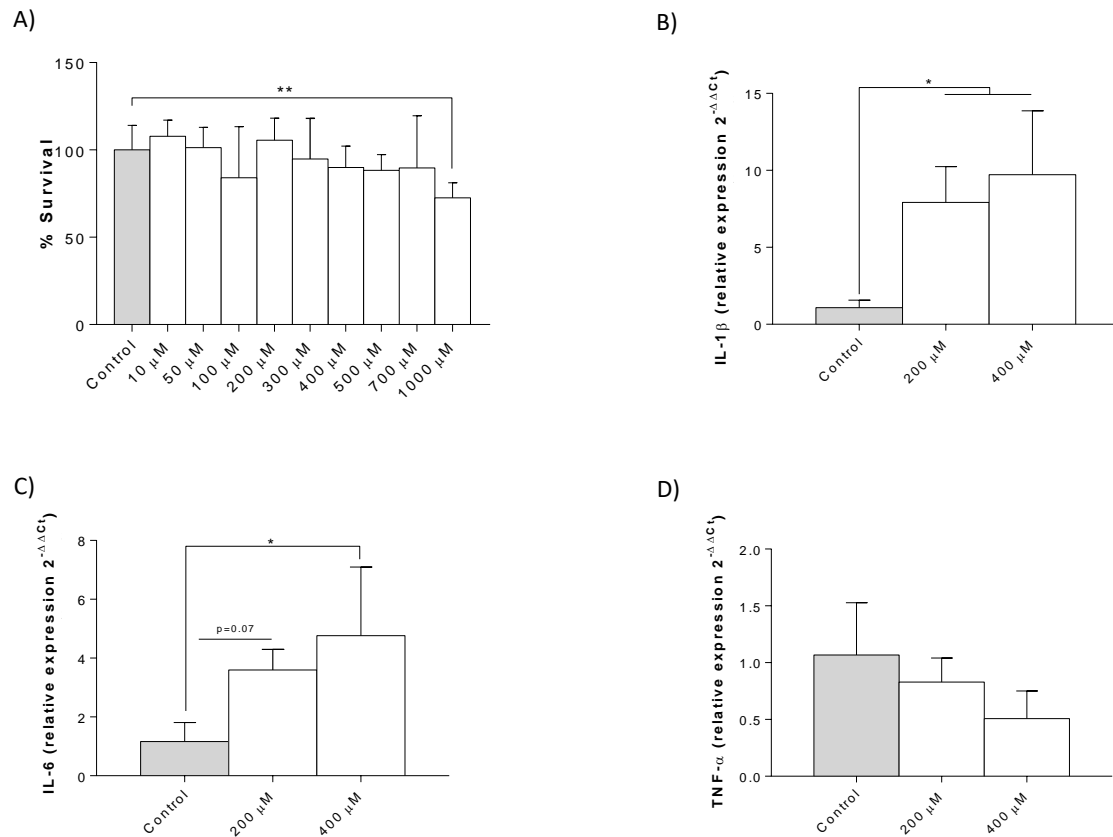 A)
150
100
50
0
% Survival
**
Control
10 μM
50 μM
100 μM
200 μM
300 μM
400 μM
500 μM
700 μM
1000 μM
B)
15
10
5
0
IL-1β (relative expression 2^-ΔΔCt)
*
Control
200 μM
400 μM
C)
8
6
4
2
0
IL-6 (relative expression 2^-ΔΔCt)
*
p=0.07
Control
200 μM
400 μM
D)
2.0
1.5
1.0
0.5
0.0
TNF-α (relative expression 2^-ΔΔCt)
Control
200 μM
400 μM